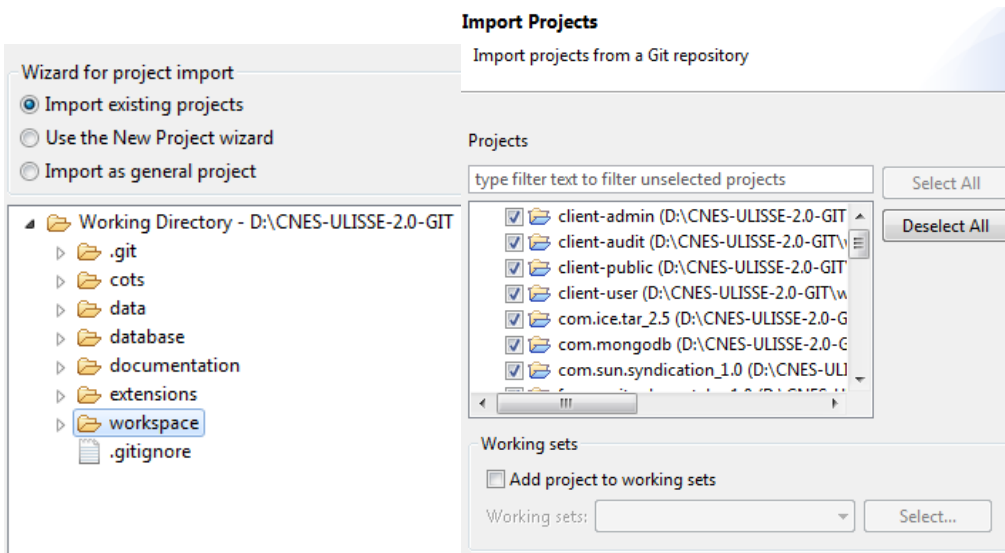 Wizard for project import
Import existing projects
Use the New Project wizard
Import as general project
Working Directory - D:\CNES-ULISSE-2.0-GIT
.git
cots
data
database
documentation
extensions
workspace
.gitignore
Import Projects
Import projects from a Git repository
Projects
type filter text to filter unselected projects
Select All
Deselect All
client-admin (D:\CNES-ULISSE-2.0-GIT
client-audit (D:\CNES-ULISSE-2.0-GIT\
client-public (D:\CNES-ULISSE-2.0-GIT
client-user (D:\CNES-ULISSE-2.0-GIT\w
com.ice.tar_2.5 (D:\CNES-ULISSE-2.0-G
com.mongodb (D:\CNES-ULISSE-2.0-G
com.sun.syndication_1.0 (D:\CNES-ULI
Working sets
Add project to working sets
Working sets:
Select...